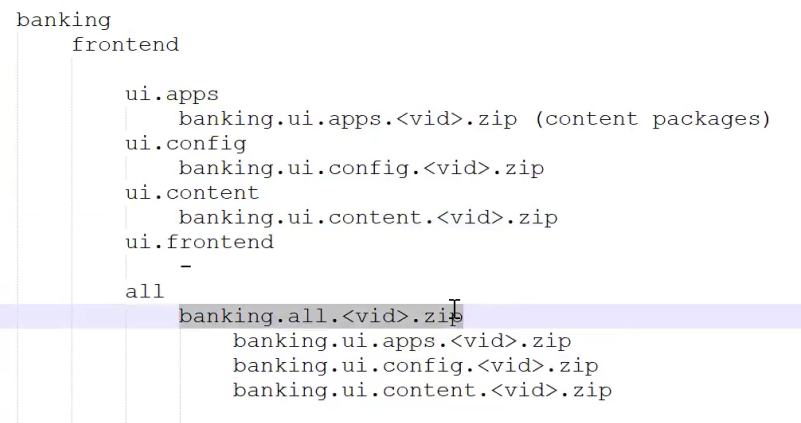 banking
frontend
ui.apps
banking.ui.apps.<vid>.zip (content packages)
ui.config
banking.ui.config.<vid>.zip
ui.content
banking.ui.content.<vid>.zip
ui.frontend
-
all
banking.all.<vid>.zip
banking.ui.apps.<vid>.zip
banking.ui.config.<vid>.zip
banking.ui.content.<vid>.zip